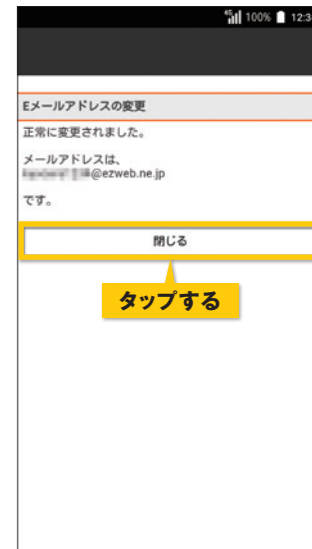 4G 100% 12:3
Eメールアドレスの変更
正常に変更されました。
メールアドレスは、
@ezweb.ne.jp
です。
閉じる
タップする